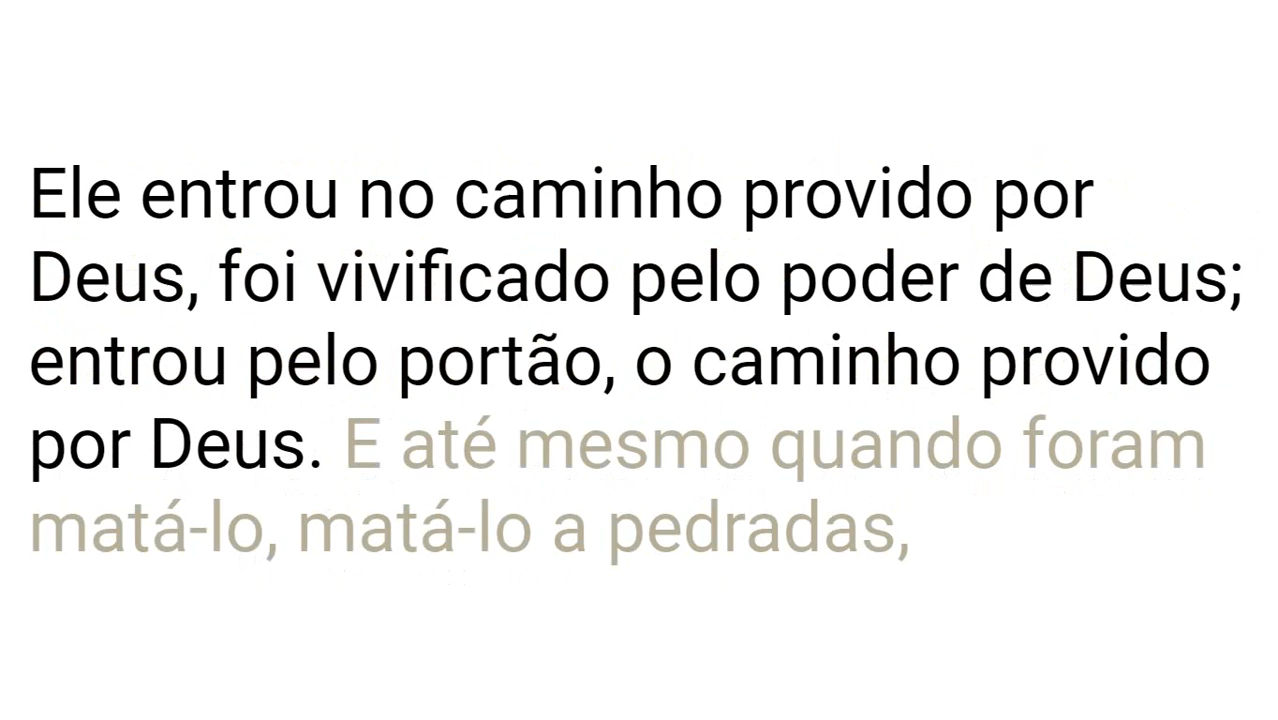 Ele entrou no caminho provido por
Deus, foi vivificado pelo poder de Deus;
entrou pelo portão, o caminho provido
por Deus. E até mesmo quando foram
matá-lo, matá-lo a pedradas,